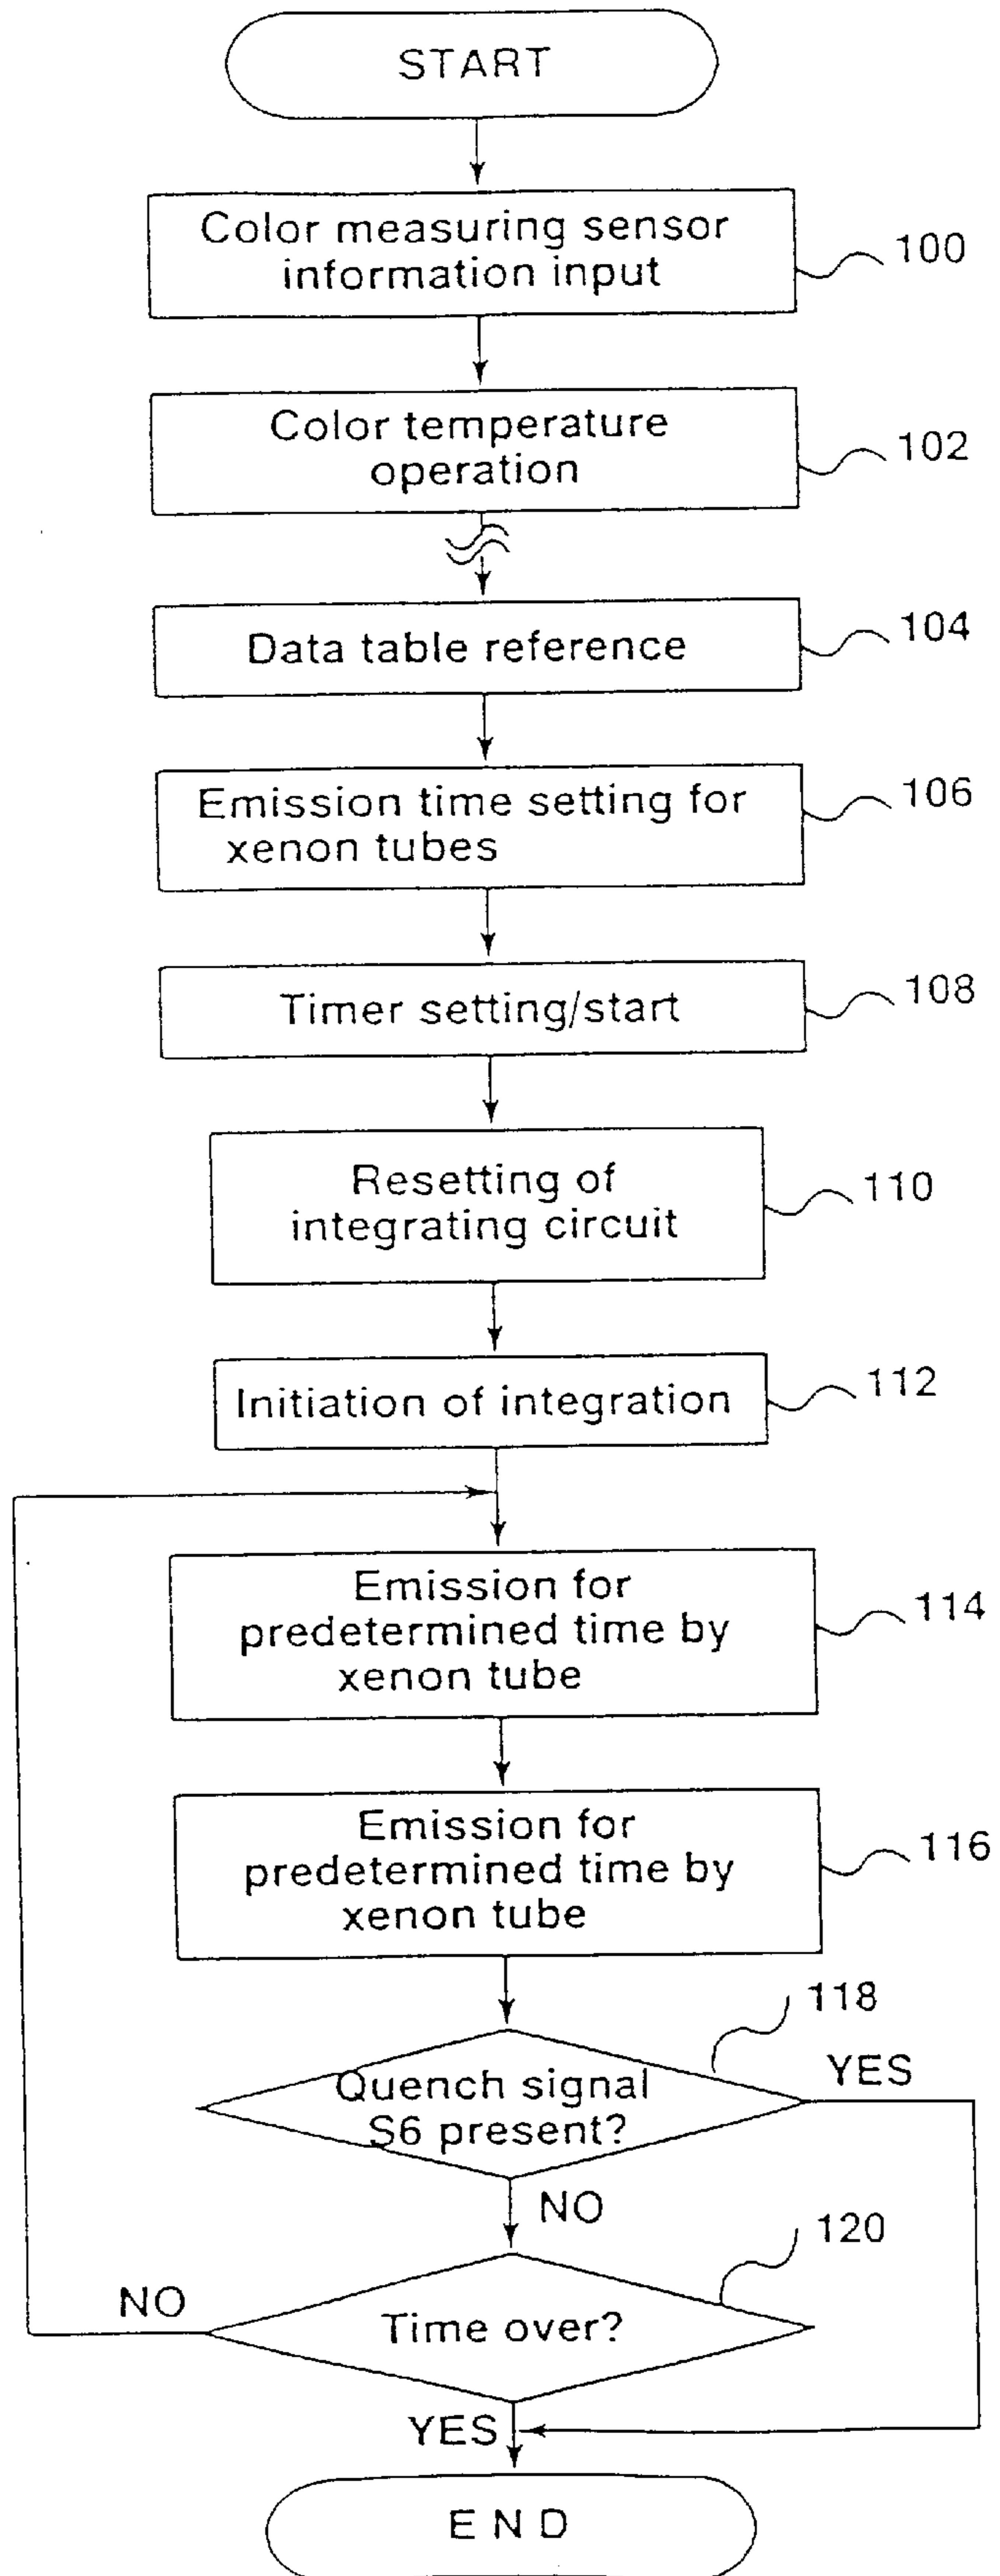 START
Color measuring sensor
information input
100
Color temperature
operation
102
Data table reference
104
Emission time setting for
xenon tubes
106
Timer setting/start
108
Resetting of
integrating circuit
110
Initiation of integration
112
Emission for
predetermined time by
xenon tube
114
Emission for
predetermined time by
xenon tube
116
118
Quench signal
S6 present?
YES
NO
120
Time over?
NO
YES
END